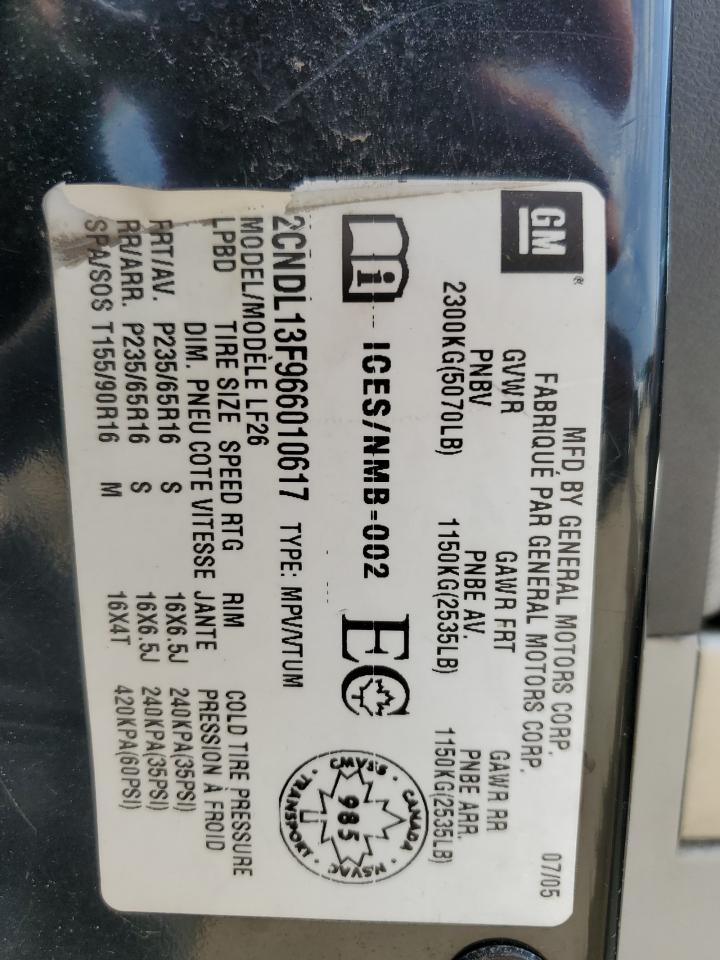 GM®
07/05
MFD BY GENERAL MOTORS CORP.
FABRIQUÉ PAR GENERAL MOTORS CORP.
GVWR GAWR FRT GAWR RR
PNBV PNBE AV. PNBE ARR.
2300KG(5070LB) 1150KG(2535LB) 1150KG(2535LB)
i ICES/NMB-002 EC
CMVSS · CANADA · NSVAC · TRANSPORT ·
985
2CNDL13F966010617 TYPE: MPV/VTUM
MODEL/MODÈLE LF26
LPBD TIRE SIZE SPEED RTG RIM COLD TIRE PRESSURE
DIM. PNEU COTE VITESSE JANTE PRESSION À FROID
FRT/AV. P235/65R16 S 16X6.5J 240KPA(35PSI)
RR/ARR. P235/65R16 S 16X6.5J 240KPA(35PSI)
SPA/SOS T155/90R16 M 16X4T 420KPA(60PSI)